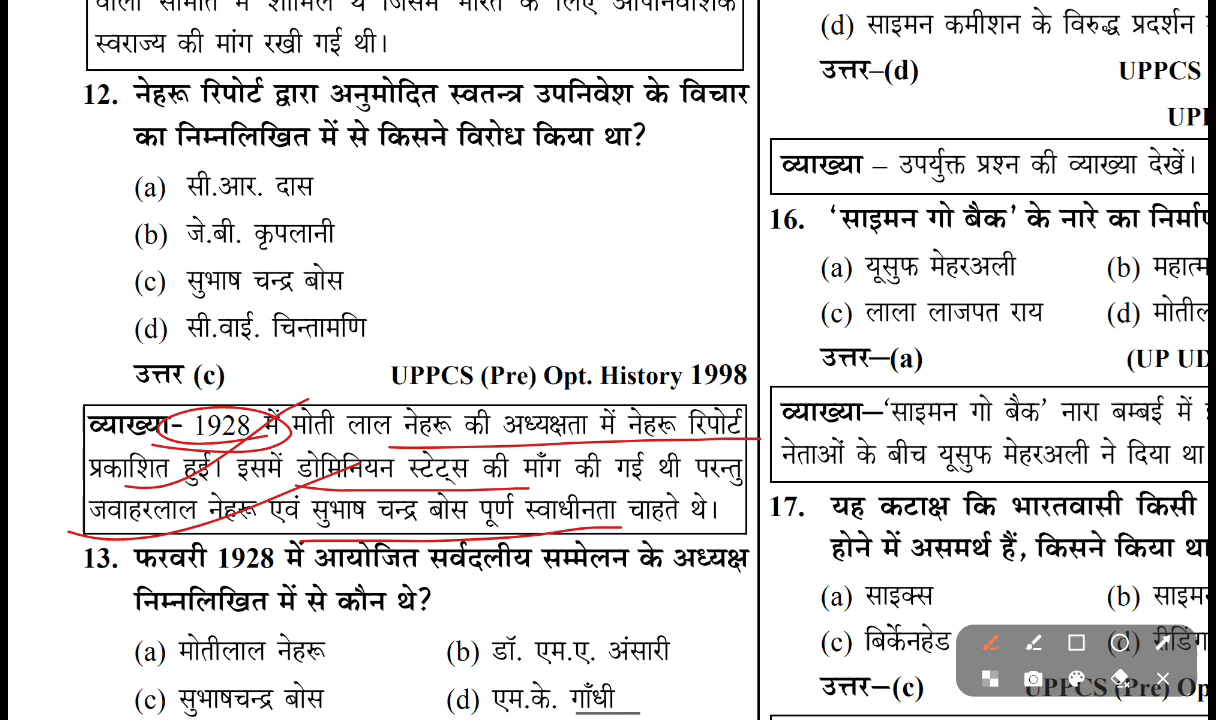 वाली समिति में शामिल थे जिसमें भारत के लिए औपनिवेशिक
स्वराज्य की मांग रखी गई थी।
12. नेहरू रिपोर्ट द्वारा अनुमोदित स्वतन्त्र उपनिवेश के विचार
का निम्नलिखित में से किसने विरोध किया था?
(a) सी.आर. दास
(b) जे.बी. कृपलानी
(c) सुभाष चन्द्र बोस
(d) सी.वाई. चिन्तामणि
उत्तर (c) UPPCS (Pre) Opt. History 1998
व्याख्या- 1928 में मोती लाल नेहरू की अध्यक्षता में नेहरू रिपोर्ट
प्रकाशित हुई। इसमें डोमिनियन स्टेट्स की माँग की गई थी परन्तु
जवाहरलाल नेहरू एवं सुभाष चन्द्र बोस पूर्ण स्वाधीनता चाहते थे।
13. फरवरी 1928 में आयोजित सर्वदलीय सम्मेलन के अध्यक्ष
निम्नलिखित में से कौन थे?
(a) मोतीलाल नेहरू (b) डॉ. एम.ए. अंसारी
(c) सुभाषचन्द्र बोस (d) एम.के. गाँधी
(d) साइमन कमीशन के विरुद्ध प्रदर्शन
उत्तर–(d) UPPCS
व्याख्या – उपर्युक्त प्रश्न की व्याख्या देखें।
16. ‘साइमन गो बैक’ के नारे का
(a) यूसुफ मेहरअली (b)
(c) लाला लाजपत राय (d)
उत्तर—(a) (UP
व्याख्या—‘साइमन गो बैक’ नारा बम्बई में
नेताओं के बीच यूसुफ मेहरअली ने दिया था
17. यह कटाक्ष कि भारतवासी किसी
होने में असमर्थ हैं, किसने किया था
(a) साइक्स (b)
(c) बिर्केनहेड (d) रीडिंग
उत्तर—(c) UPPCS (Pre)